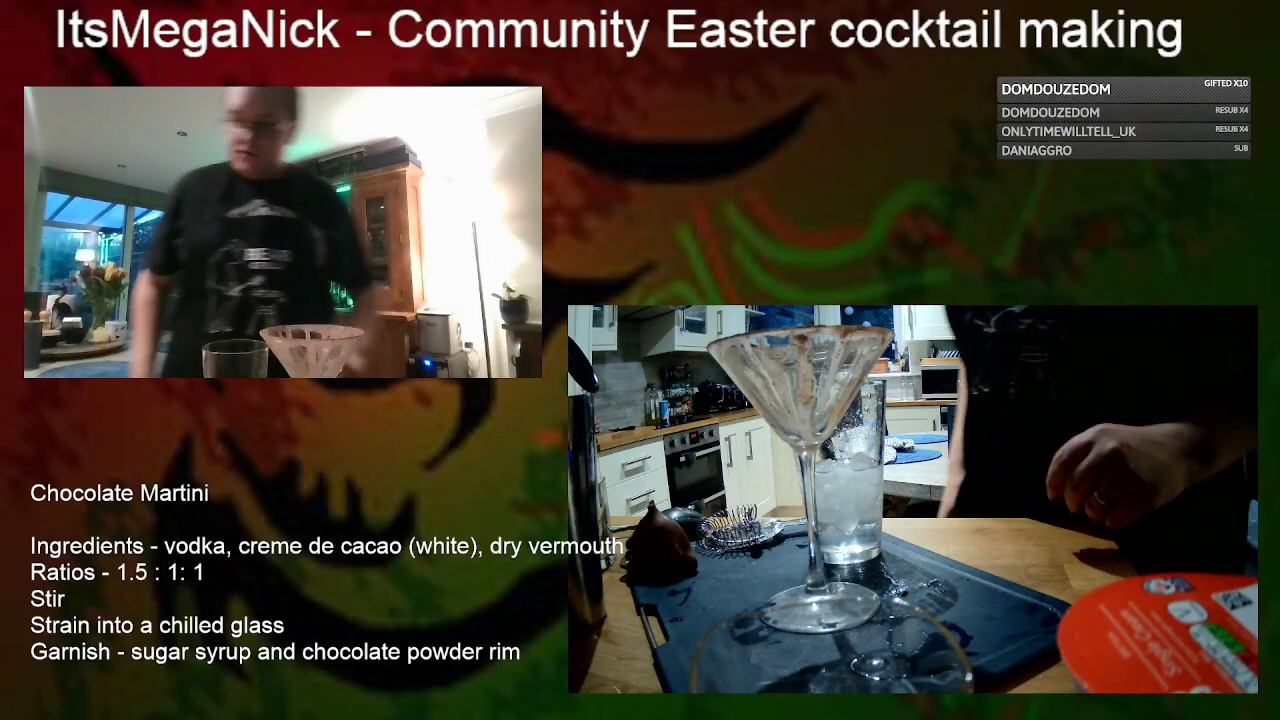 ItsMegaNick - Community Easter cocktail making
DOMDOUZEDOM GIFTED X10
DOMDOUZEDOM RESUB X4
ONLYTIMEWILLTELL_UK RESUB X4
DANIAGGRO SUB
Chocolate Martini
Ingredients - vodka, creme de cacao (white), dry vermouth
Ratios - 1.5 : 1: 1
Stir
Strain into a chilled glass
Garnish - sugar syrup and chocolate powder rim